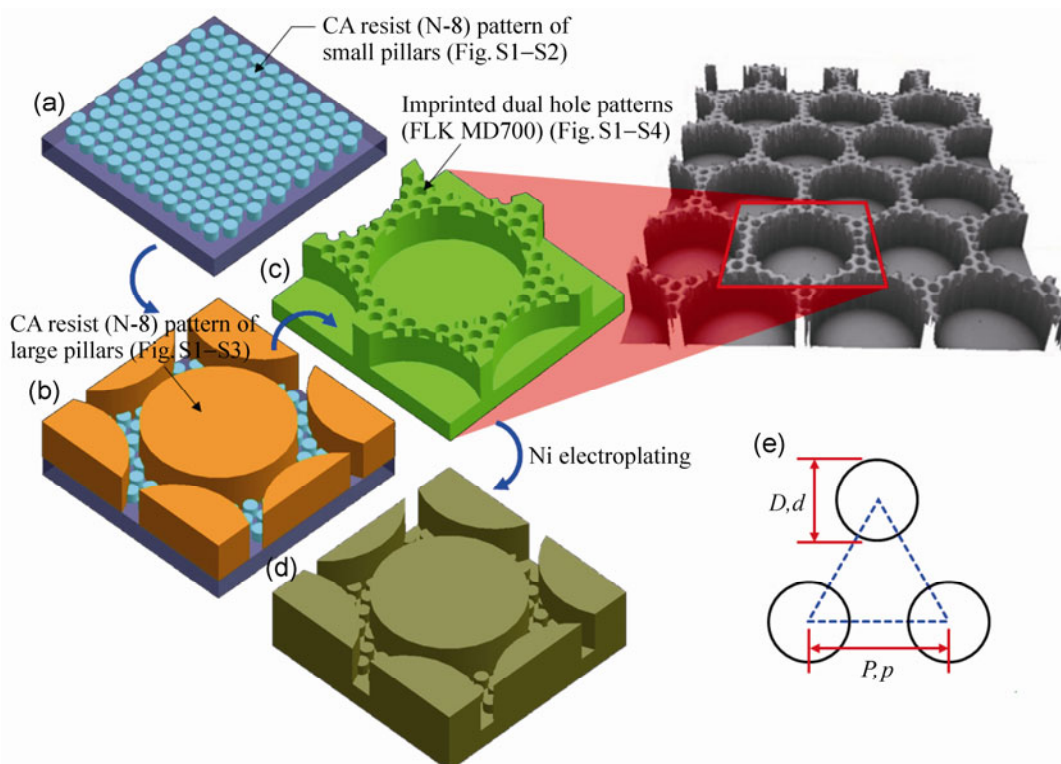 CA resist (N-8) pattern of
small pillars (Fig. S1–S2)
(a)
Imprinted dual hole patterns
(FLK MD700) (Fig. S1–S4)
(c)
CA resist (N-8) pattern of
large pillars (Fig. S1–S3)
(b)
Ni electroplating
(d)
(e)
D,d
P,p